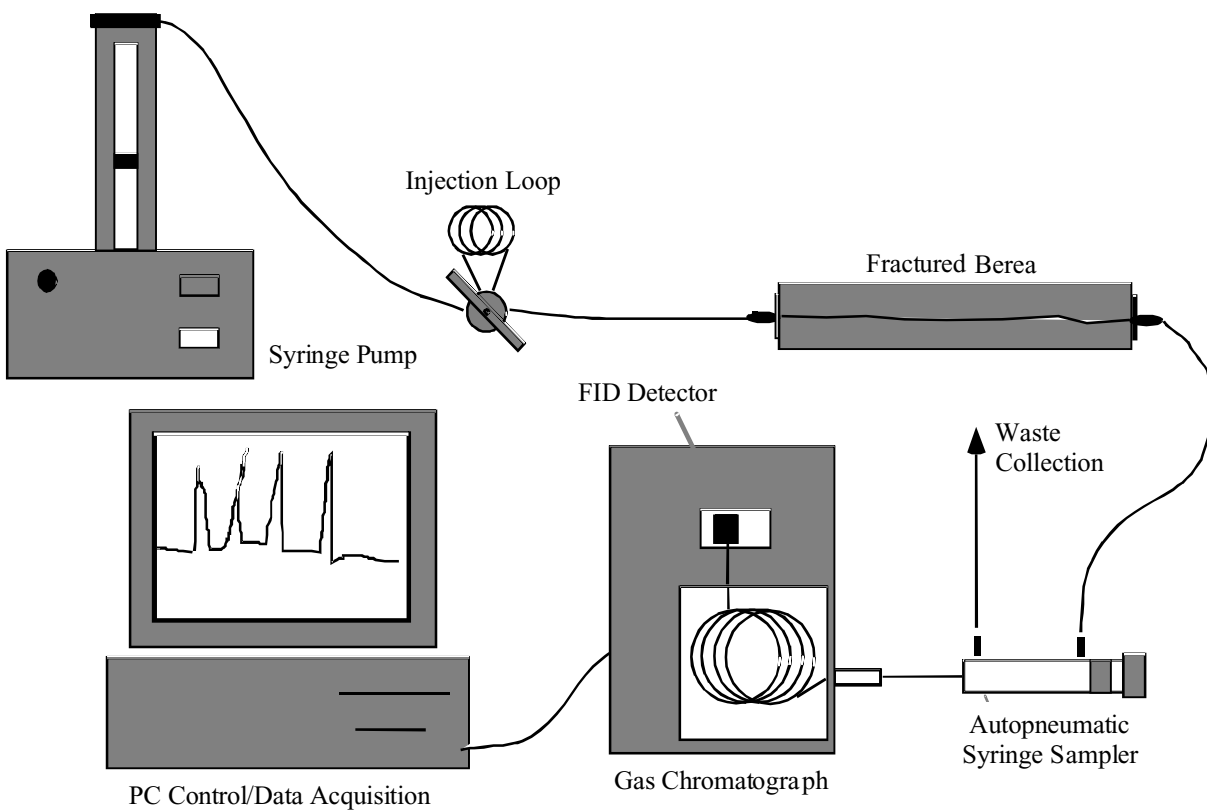 Injection Loop
Fractured Berea
Syringe Pump
FID Detector
Waste
Collection
Autopneumatic
Syringe Sampler
Gas Chromatograph
PC Control/Data Acquisition